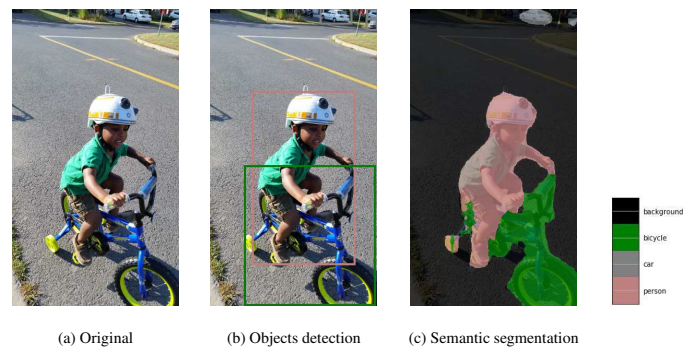 background
bicycle
car
person
(a) Original
(b) Objects detection
(c) Semantic segmentation